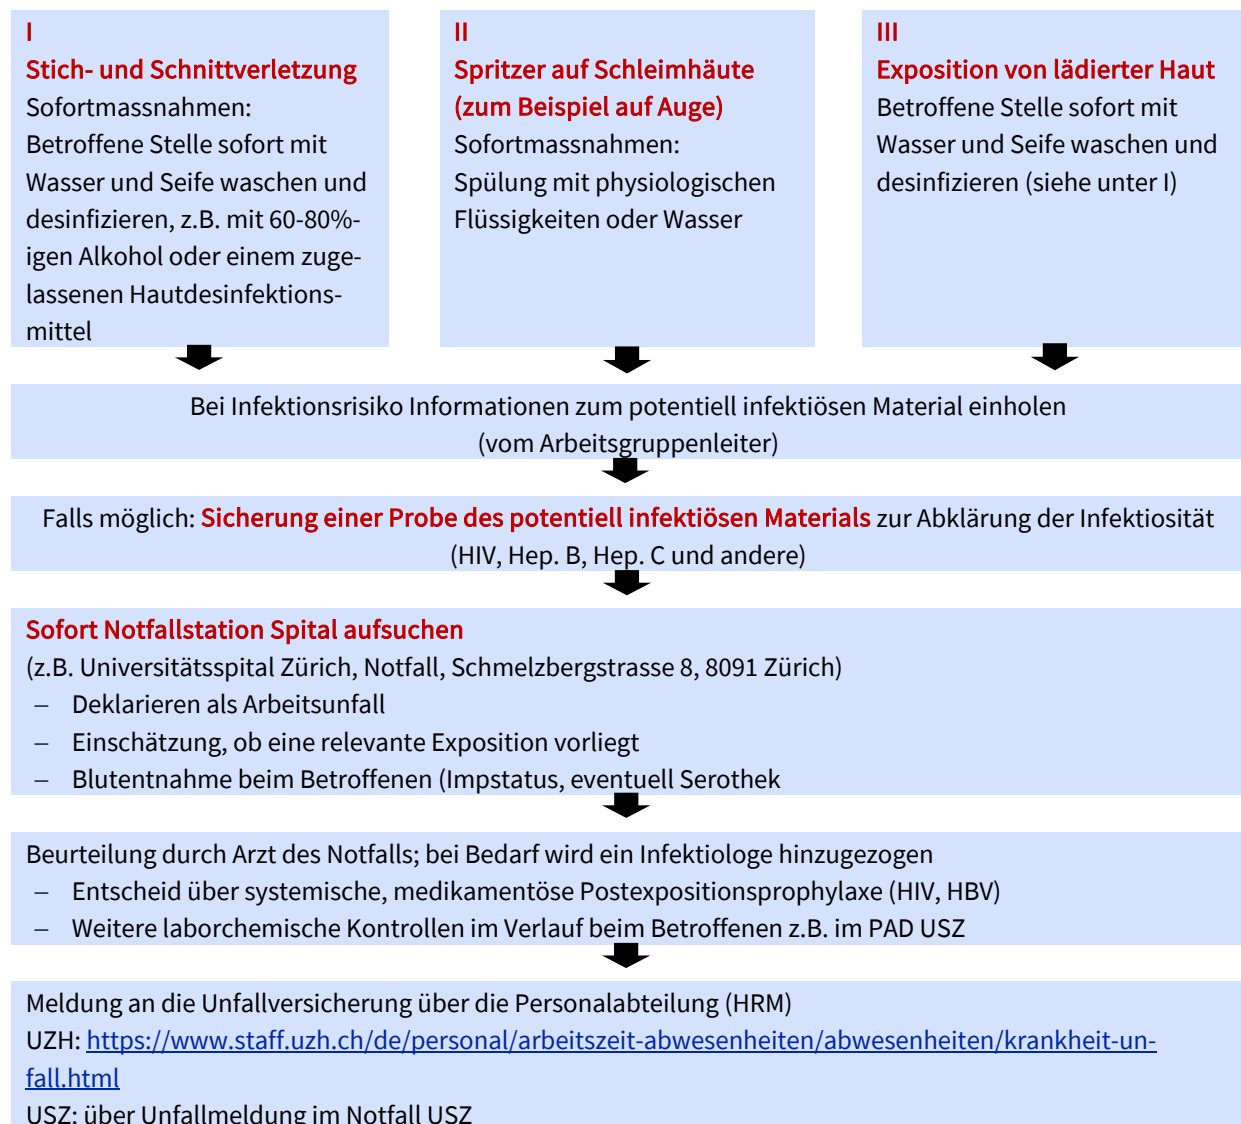 I
Stich- und Schnittverletzung
Sofortmassnahmen:
Betroffene Stelle sofort mit
Wasser und Seife waschen und
desinfizieren, z.B. mit 60-80%-
igen Alkohol oder einem zuge-
lassenen Hautdesinfektions-
mittel
II
Spritzer auf Schleimhäute
(zum Beispiel auf Auge)
Sofortmassnahmen:
Spülung mit physiologischen
Flüssigkeiten oder Wasser
III
Exposition von lädierter Haut
Betroffene Stelle sofort mit
Wasser und Seife waschen und
desinfizieren (siehe unter I)
Bei Infektionsrisiko Informationen zum potentiell infektiösen Material einholen
(vom Arbeitsgruppenleiter)
Falls möglich: Sicherung einer Probe des potentiell infektiösen Materials zur Abklärung der Infektiosität
(HIV, Hep. B, Hep. C und andere)
Sofort Notfallstation Spital aufsuchen
(z.B. Universitätsspital Zürich, Notfall, Schmelzbergstrasse 8, 8091 Zürich)
– Deklarieren als Arbeitsunfall
– Einschätzung, ob eine relevante Exposition vorliegt
– Blutentnahme beim Betroffenen (Impstatus, eventuell Serothek
Beurteilung durch Arzt des Notfalls; bei Bedarf wird ein Infektiologe hinzugezogen
– Entscheid über systemische, medikamentöse Postexpositionsprophylaxe (HIV, HBV)
– Weitere laborchemische Kontrollen im Verlauf beim Betroffenen z.B. im PAD USZ
Meldung an die Unfallversicherung über die Personalabteilung (HRM)
UZH: https://www.staff.uzh.ch/de/personal/arbeitszeit-abwesenheiten/abwesenheiten/krankheit-un-
fall.html
USZ: über Unfallmeldung im Notfall USZ